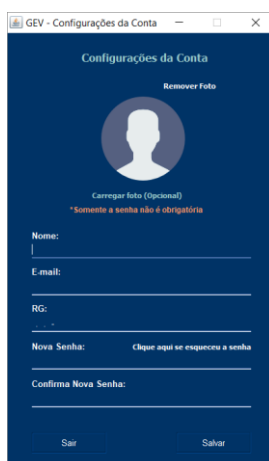 GEV - Configurações da Conta
Configurações da Conta
Remover Foto
Carregar foto (Opcional)
*Somente a senha não é obrigatória
Nome:
E-mail:
RG:
. . -
Nova Senha: Clique aqui se esqueceu a senha
Confirma Nova Senha:
Sair Salvar